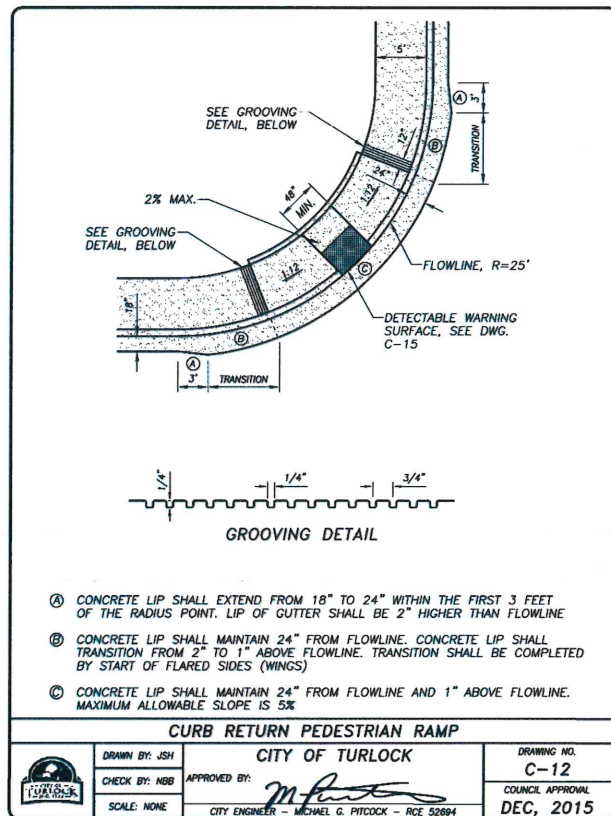 5'
SEE GROOVING
DETAIL, BELOW
A
3'
B
TRANSITION
12"
24"
1:12
48"
MIN.
2% MAX.
SEE GROOVING
DETAIL, BELOW
1:12
C
FLOWLINE, R=25'
18"
B
DETECTABLE WARNING
SURFACE, SEE DWG.
C-15
A
3'
TRANSITION
1/4"
1/4"
3/4"
GROOVING DETAIL
A CONCRETE LIP SHALL EXTEND FROM 18" TO 24" WITHIN THE FIRST 3 FEET
OF THE RADIUS POINT. LIP OF GUTTER SHALL BE 2" HIGHER THAN FLOWLINE
B CONCRETE LIP SHALL MAINTAIN 24" FROM FLOWLINE. CONCRETE LIP SHALL
TRANSITION FROM 2" TO 1" ABOVE FLOWLINE. TRANSITION SHALL BE COMPLETED
BY START OF FLARED SIDES (WINGS)
C CONCRETE LIP SHALL MAINTAIN 24" FROM FLOWLINE AND 1" ABOVE FLOWLINE.
MAXIMUM ALLOWABLE SLOPE IS 5%
CURB RETURN PEDESTRIAN RAMP
CITY OF
TURLOCK
DRAWN BY: JSH
CHECK BY: NBB
SCALE: NONE
CITY OF TURLOCK
APPROVED BY:
CITY ENGINEER – MICHAEL G. PITCOCK – RCE 52694
DRAWING NO.
C-12
COUNCIL APPROVAL
DEC, 2015